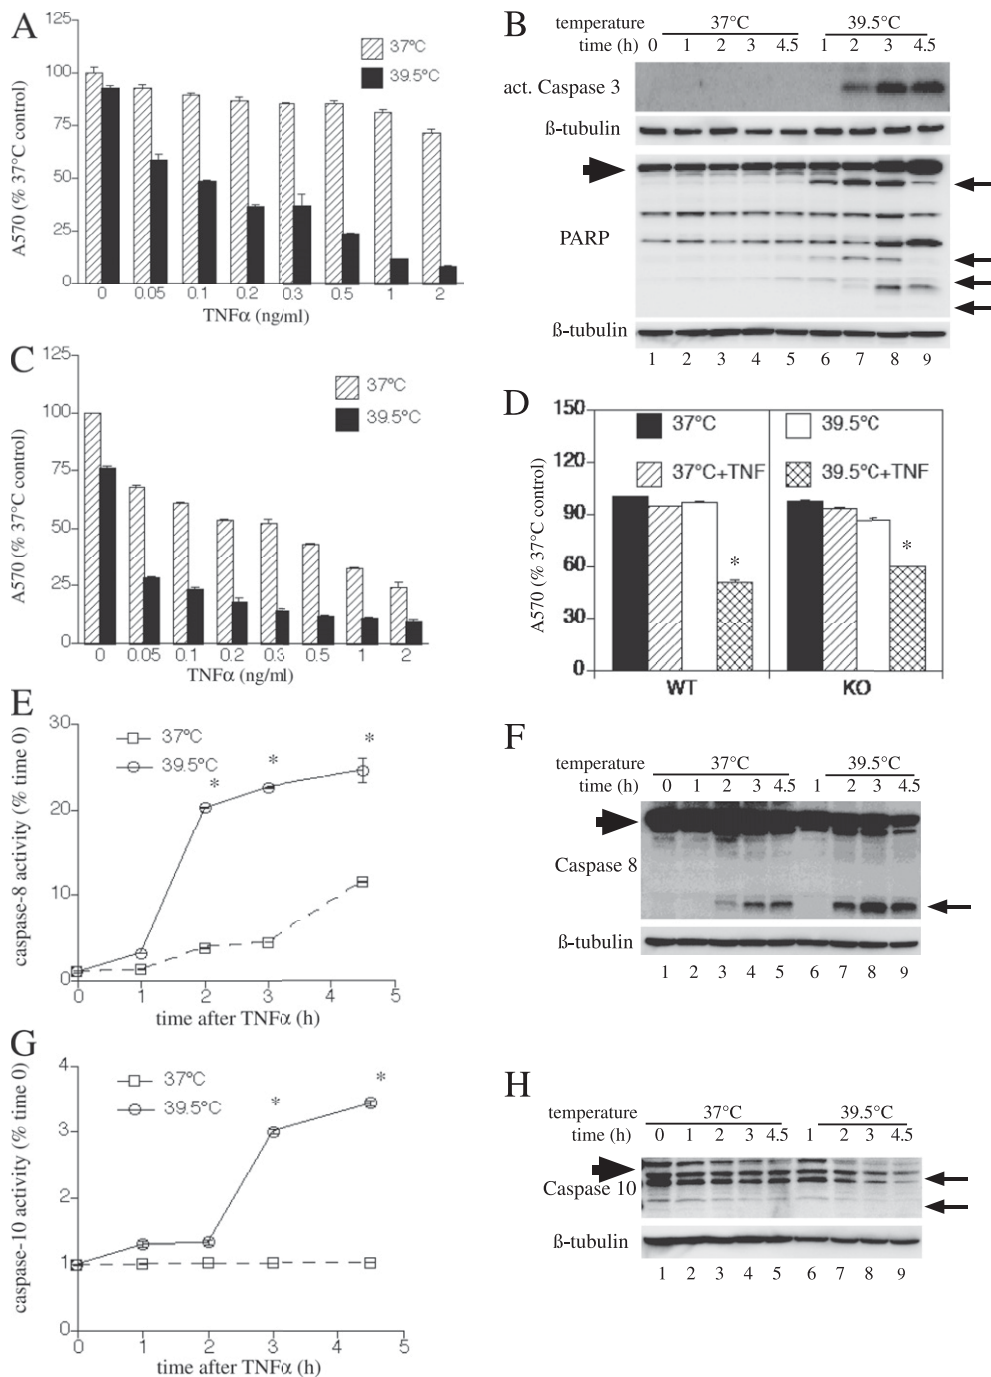 A
125
100
75
50
25
0
A570 (% 37°C control)
37°C
39.5°C
0 0.05 0.1 0.2 0.3 0.5 1 2
TNFα (ng/ml)
B
temperature 37°C 39.5°C
time (h) 0 1 2 3 4.5 1 2 3 4.5
act. Caspase 3
ß-tubulin
PARP
ß-tubulin
1 2 3 4 5 6 7 8 9
C
125
100
75
50
25
0
A570 (% 37°C control)
37°C
39.5°C
0 0.05 0.1 0.2 0.3 0.5 1 2
TNFα (ng/ml)
D
150
120
90
60
30
0
A570 (% 37°C control)
37°C 39.5°C
37°C+TNF 39.5°C+TNF
* *
WT KO
E
30
20
10
0
caspase-8 activity (% time 0)
37°C
39.5°C
* * *
0 1 2 3 4 5
time after TNFα (h)
F
temperature 37°C 39.5°C
time (h) 0 1 2 3 4.5 1 2 3 4.5
Caspase 8
ß-tubulin
1 2 3 4 5 6 7 8 9
G
4
3
2
1
0
caspase-10 activity (% time 0)
37°C
39.5°C
* *
0 1 2 3 4 5
time after TNFα (h)
H
temperature 37°C 39.5°C
time (h) 0 1 2 3 4.5 1 2 3 4.5
Caspase 10
ß-tubulin
1 2 3 4 5 6 7 8 9